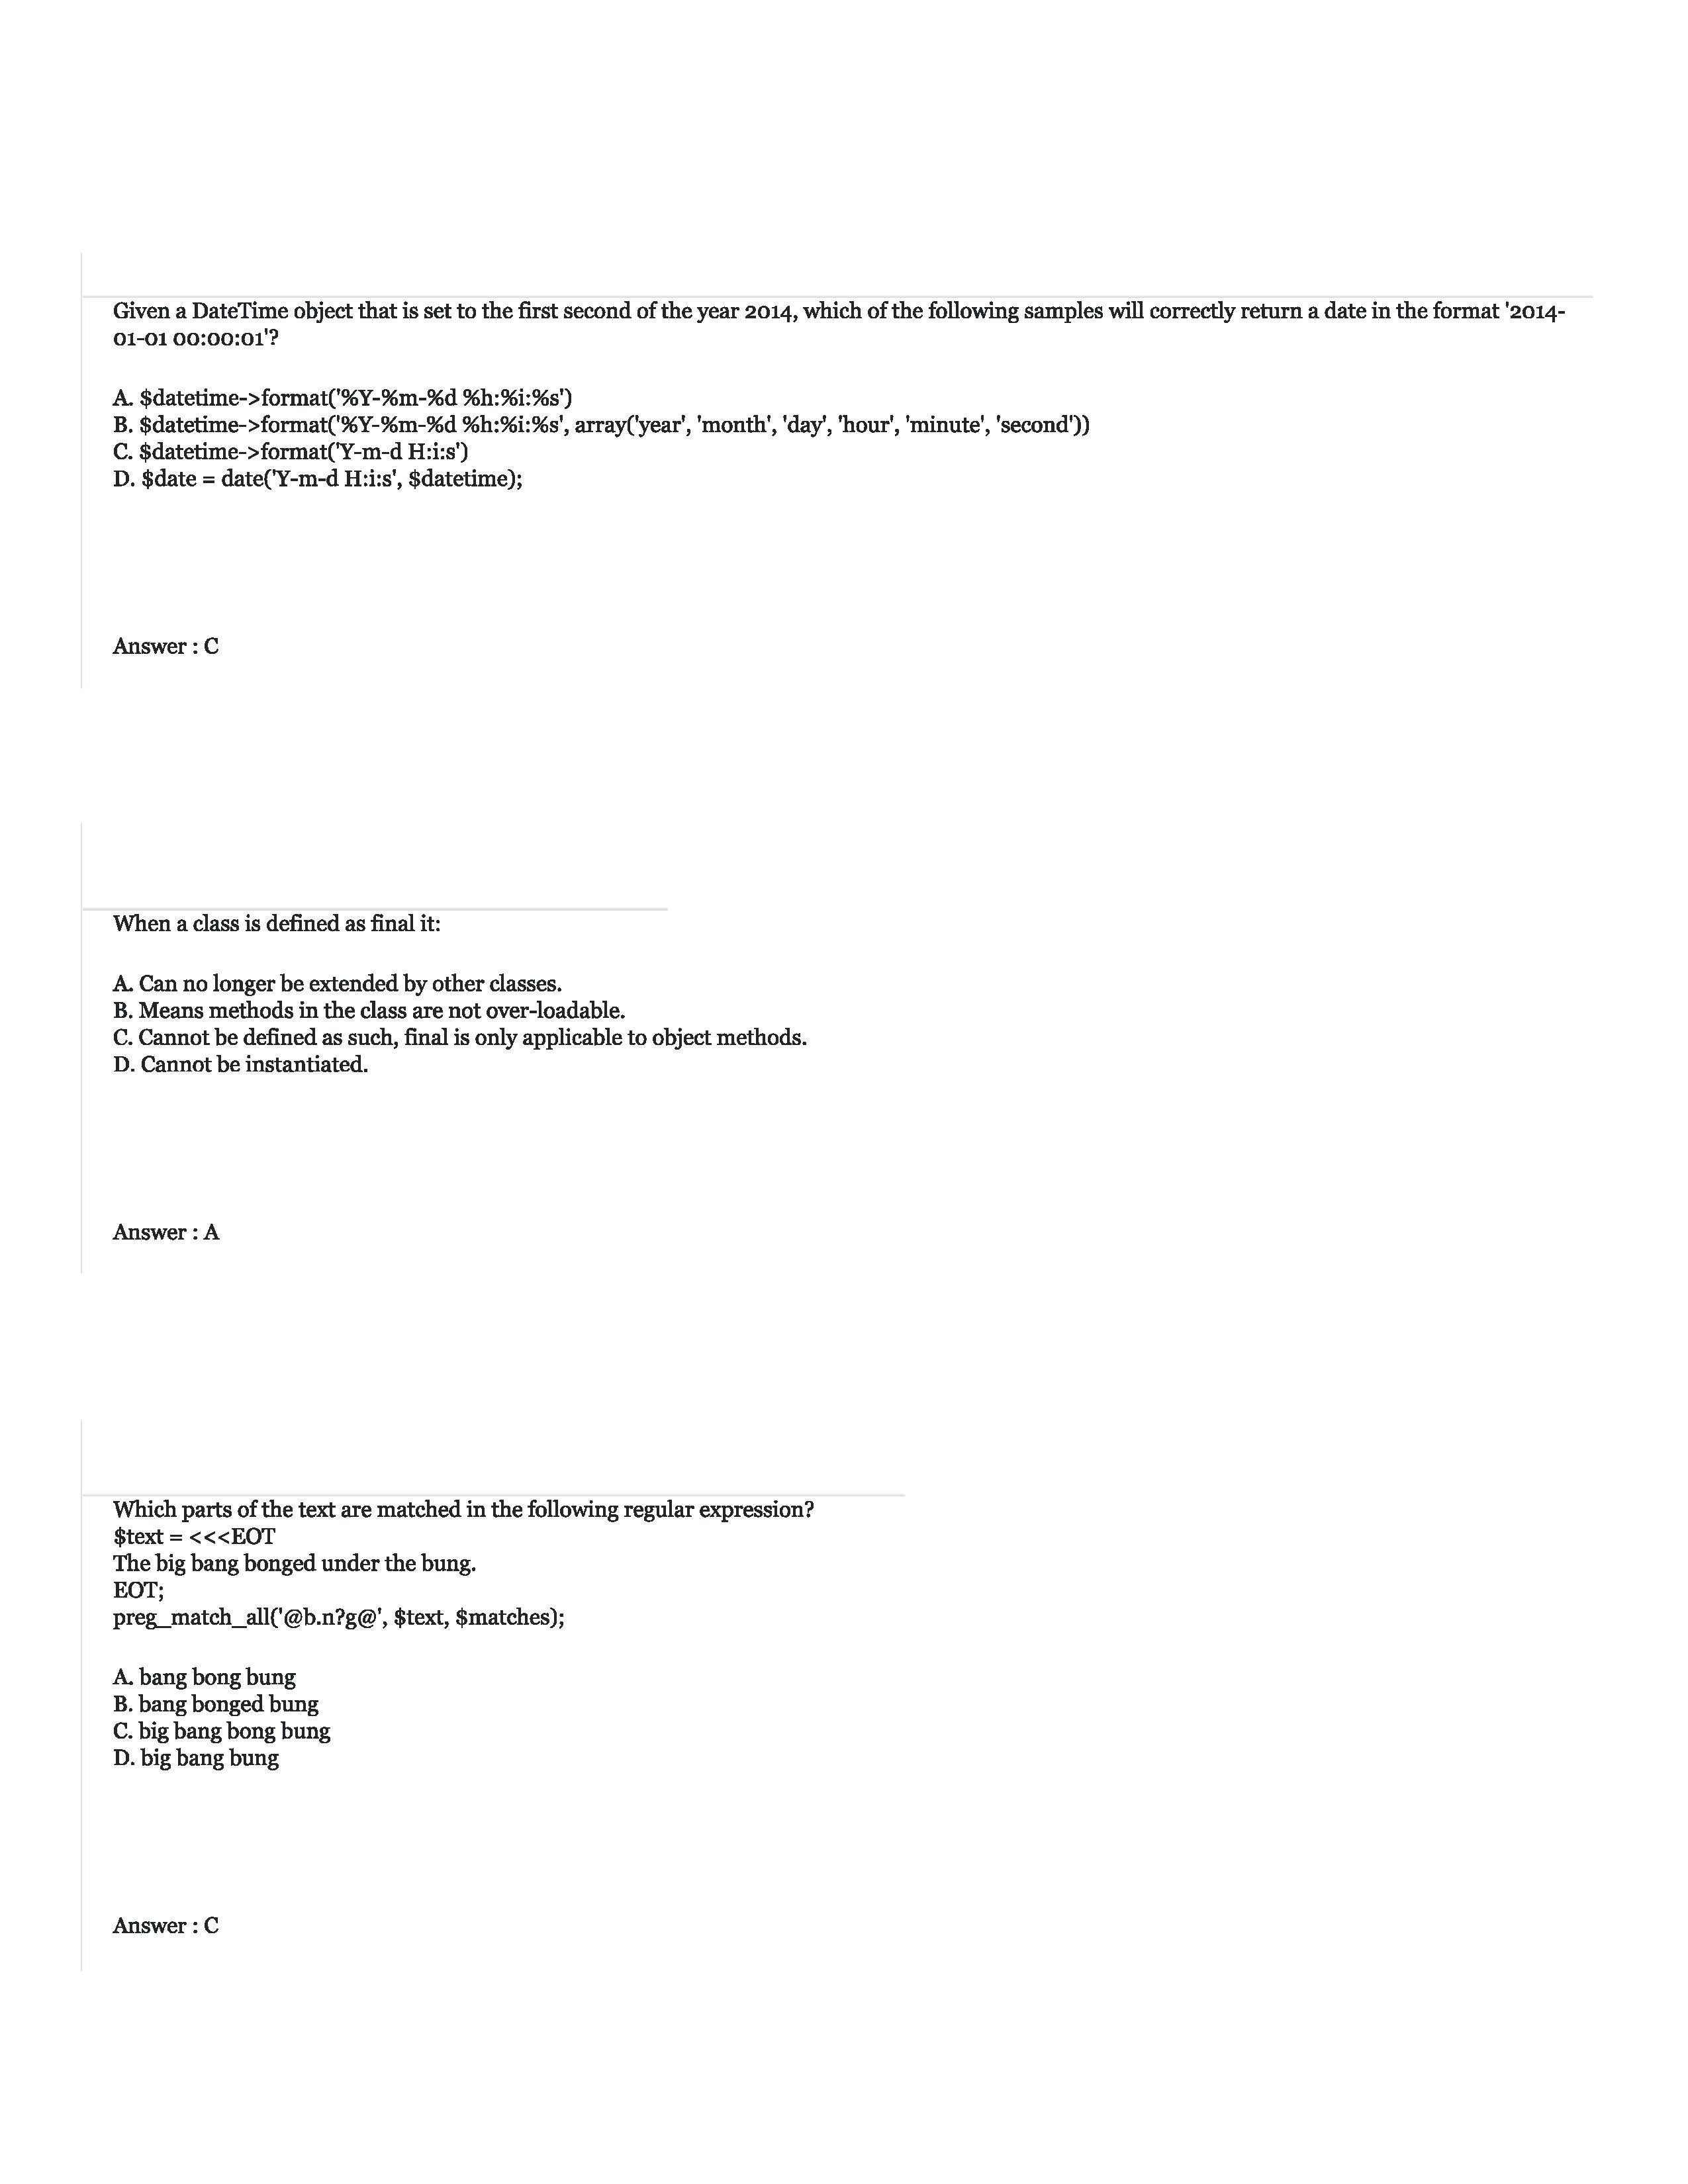 Given a DateTime object that is set to the first second of the year 2014, which of the following samples will correctly return a date in the format '2014-
01-01 00:00:01'?
A. $datetime->format('%Y-%m-%d %h:%i:%s')
B. $datetime->format('%Y-%m-%d %h:%i:%s', array('year', 'month', 'day', 'hour', 'minute', 'second'))
C. $datetime->format('Y-m-d H:i:s')
D. $date = date('Y-m-d H:i:s', $datetime);
Answer : C
When a class is defined as final it:
A. Can no longer be extended by other classes.
B. Means methods in the class are not over-loadable.
C. Cannot be defined as such, final is only applicable to object methods.
D. Cannot be instantiated.
Answer : A
Which parts of the text are matched in the following regular expression?
$text = <<<EOT
The big bang bonged under the bung.
EOT;
preg_match_all('@b.n?g@', $text, $matches);
A. bang bong bung
B. bang bonged bung
C. big bang bong bung
D. big bang bung
Answer : C